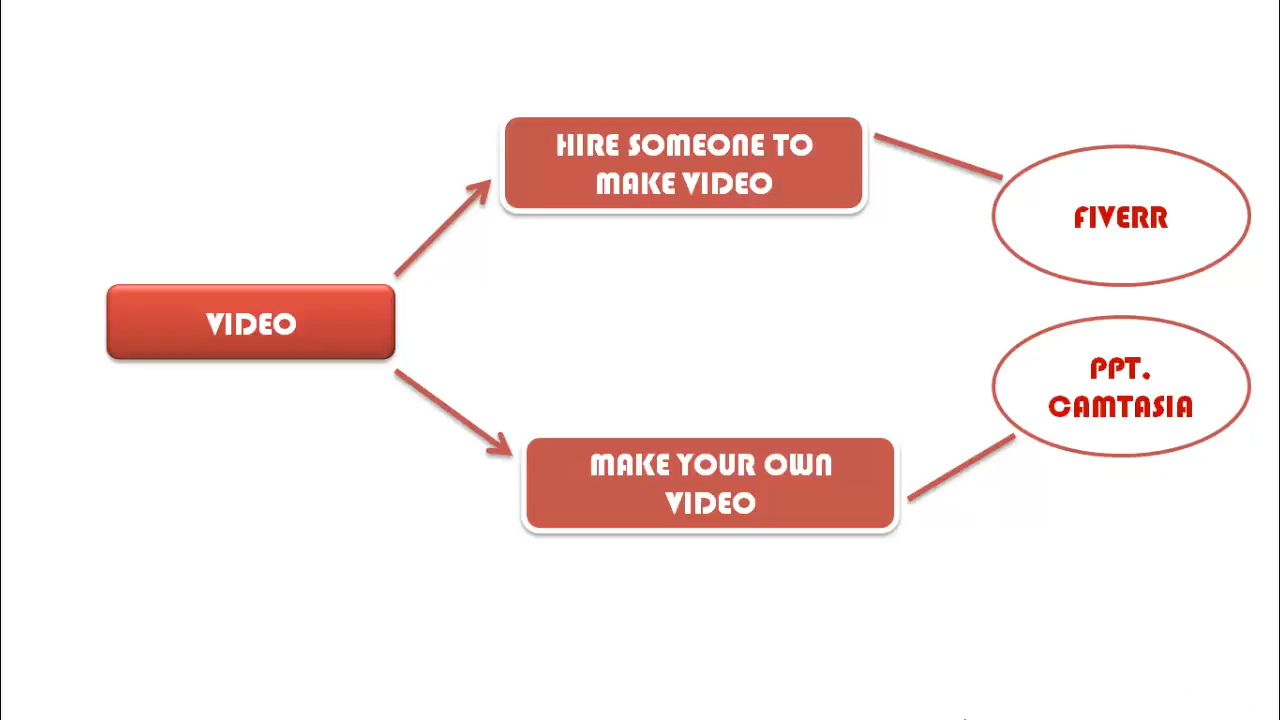 HIRE SOMEONE TO
MAKE VIDEO
FIVERR
VIDEO
PPT.
CAMTASIA
MAKE YOUR OWN
VIDEO